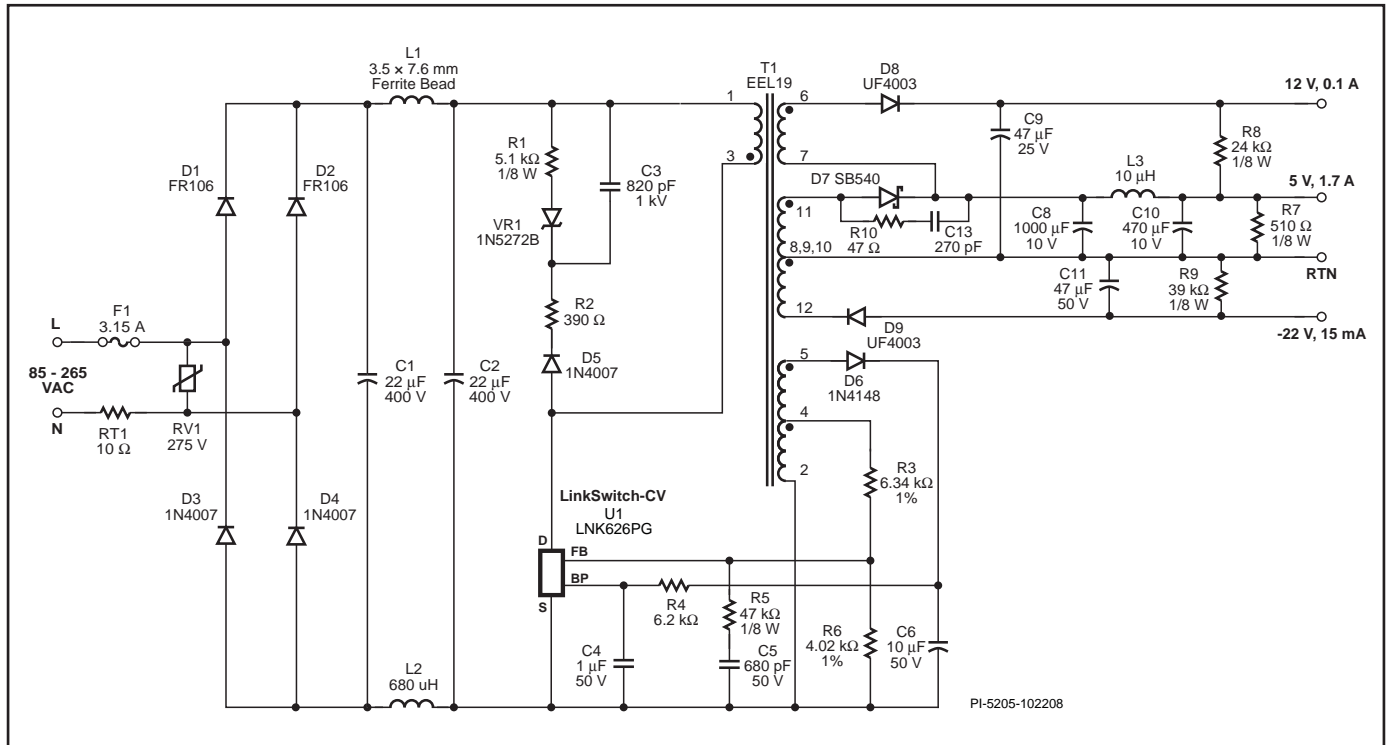 L1
3.5 × 7.6 mm
Ferrite Bead
T1
EEL19
D8
UF4003
12 V, 0.1 A
1
3
6
7
R1
5.1 kΩ
1/8 W
C3
820 pF
1 kV
VR1
1N5272B
C9
47 µF
25 V
R8
24 kΩ
1/8 W
D1
FR106
D2
FR106
D7 SB540
L3
10 µH
5 V, 1.7 A
11
R10
47 Ω
C13
270 pF
C8
1000 µF
10 V
C10
470 µF
10 V
R7
510 Ω
1/8 W
8,9,10
RTN
C11
47 µF
50 V
R9
39 kΩ
1/8 W
12
D9
UF4003
-22 V, 15 mA
R2
390 Ω
D5
1N4007
L
F1
3.15 A
85 - 265
VAC
N
RT1
10 Ω
RV1
275 V
C1
22 µF
400 V
C2
22 µF
400 V
5
D6
1N4148
4
2
R3
6.34 kΩ
1%
D3
1N4007
D4
1N4007
LinkSwitch-CV
U1
LNK626PG
D
FB
BP
S
R4
6.2 kΩ
R5
47 kΩ
1/8 W
R6
4.02 kΩ
1%
C6
10 µF
50 V
C4
1 µF
50 V
C5
680 pF
50 V
L2
680 uH
PI-5205-102208